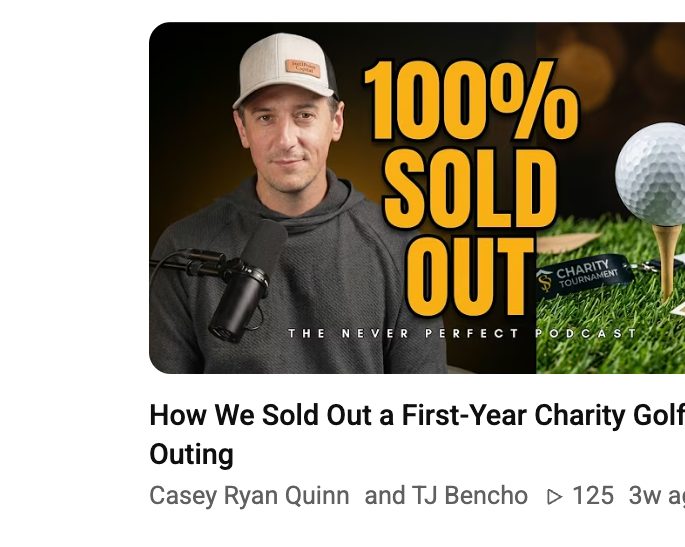 100%
SOLD
OUT
CHARITY
TOURNAMENT
THE NEVER PERFECT PODCAST
How We Sold Out a First-Year Charity Golf
Outing
Casey Ryan Quinn and TJ Bencho ▷ 125 3w